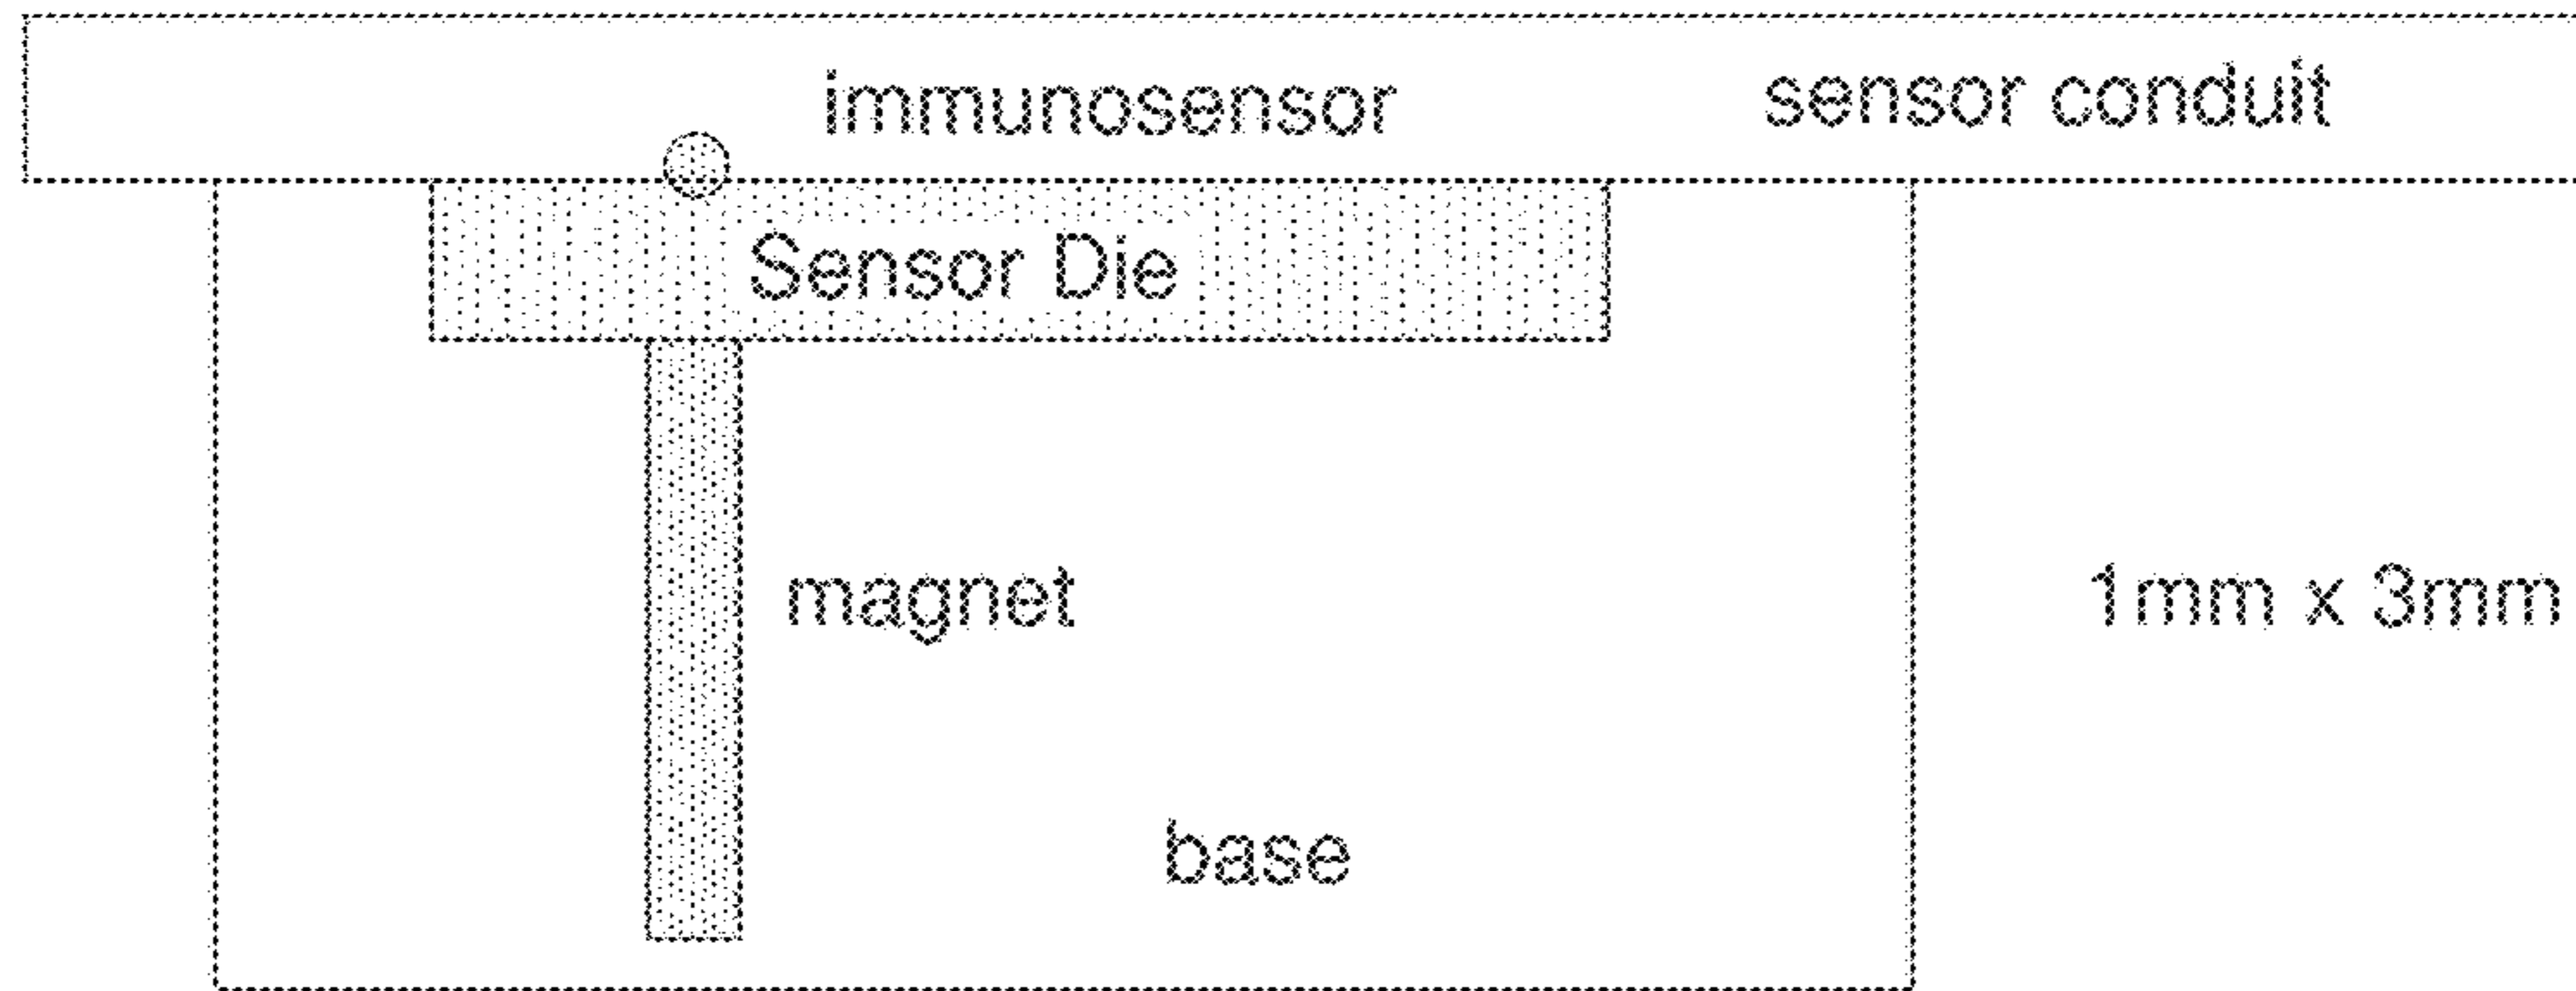 immunosensor
sensor conduit
Sensor Die
magnet
1mm x 3mm
base